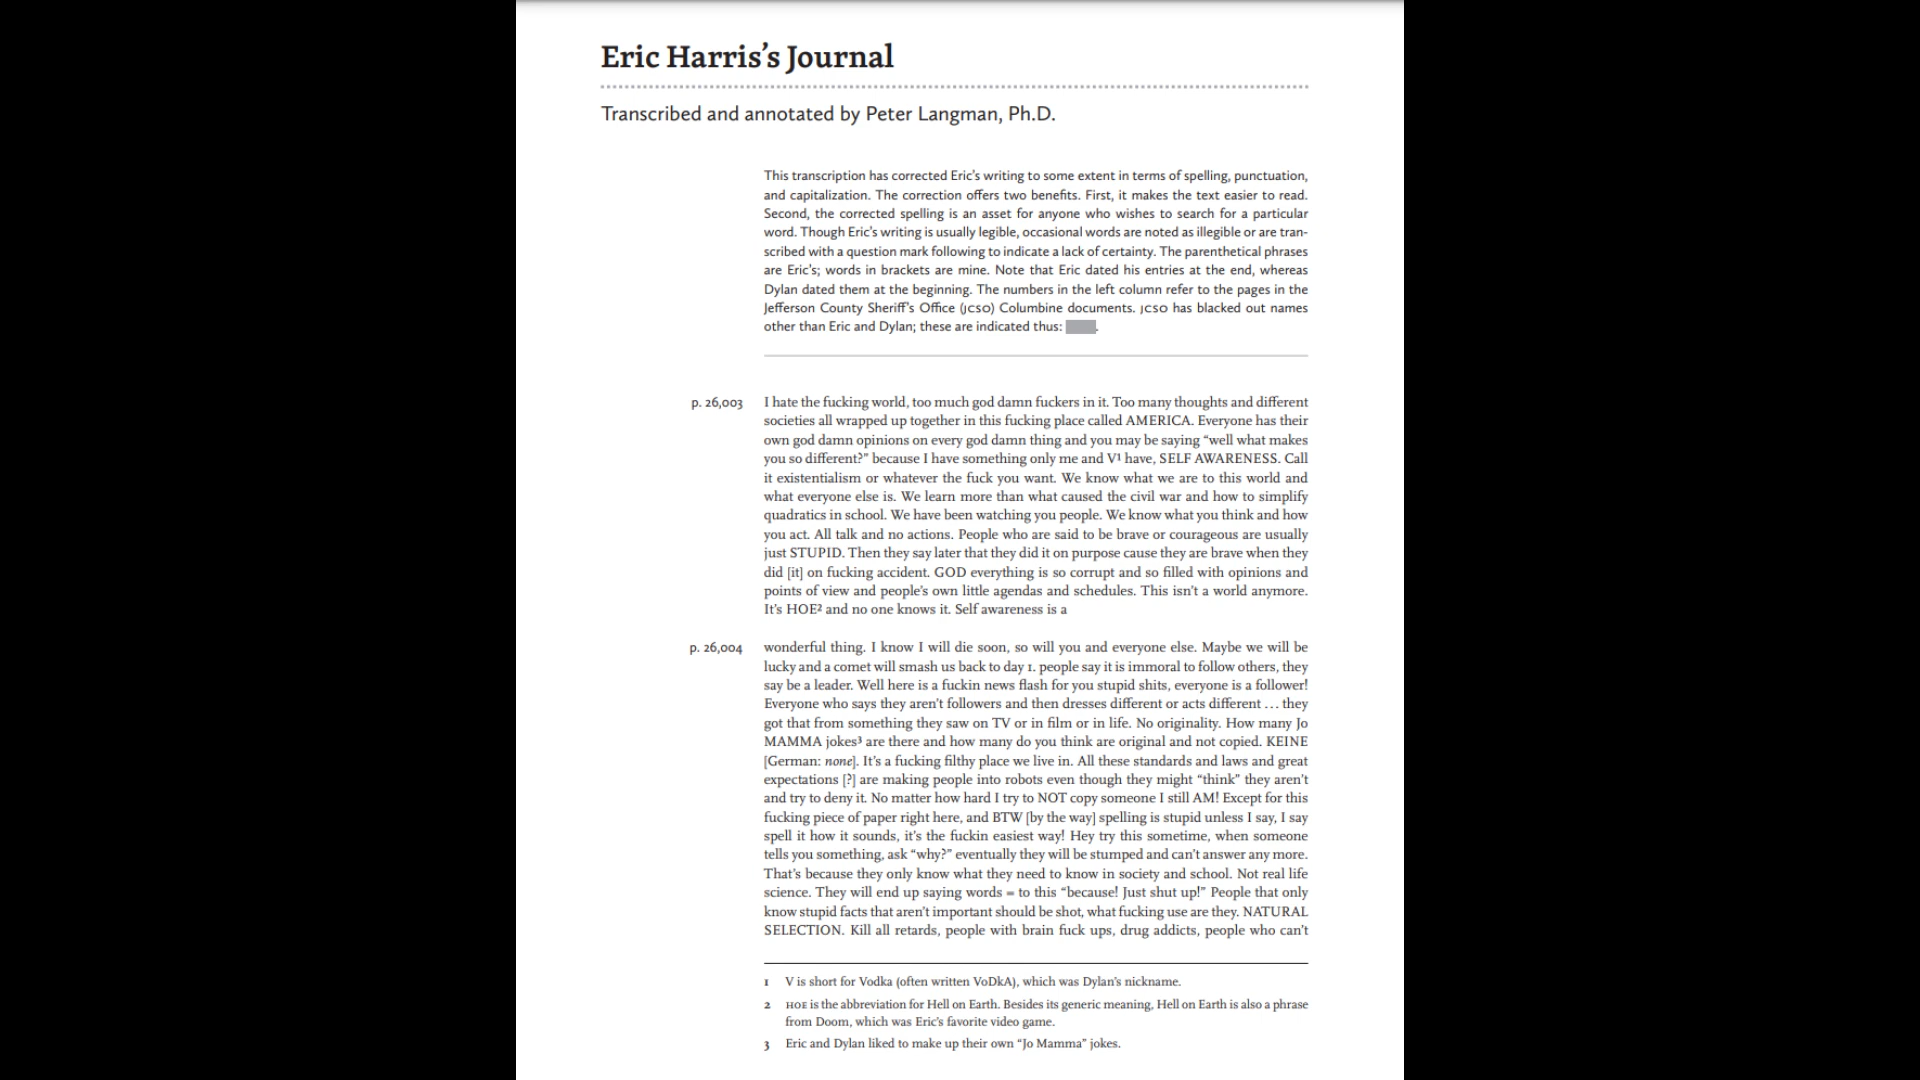 Eric Harris's Journal
Transcribed and annotated by Peter Langman, Ph.D.
This transcription has corrected Eric's writing to some extent in terms of spelling, punctuation,
and capitalization. The correction offers two benefits. First, it makes the text easier to read.
Second, the corrected spelling is an asset for anyone who wishes to search for a particular
word. Though Eric's writing is usually legible, occasional words are noted as illegible or are tran-
scribed with a question mark following to indicate a lack of certainty. The parenthetical phrases
are Eric's; words in brackets are mine. Note that Eric dated his entries at the end, whereas
Dylan dated them at the beginning. The numbers in the left column refer to the pages in the
Jefferson County Sheriff's Office (JCSO) Columbine documents. JCSO has blacked out names
other than Eric and Dylan; these are indicated thus: .
p. 26,003 I hate the fucking world, too much god damn fuckers in it. Too many thoughts and different
societies all wrapped up together in this fucking place called AMERICA. Everyone has their
own god damn opinions on every god damn thing and you may be saying “well what makes
you so different?” because I have something only me and V¹ have, SELF AWARENESS. Call
it existentialism or whatever the fuck you want. We know what we are to this world and
what everyone else is. We learn more than what caused the civil war and how to simplify
quadratics in school. We have been watching you people. We know what you think and how
you act. All talk and no actions. People who are said to be brave or courageous are usually
just STUPID. Then they say later that they did it on purpose cause they are brave when they
did [it] on fucking accident. GOD everything is so corrupt and so filled with opinions and
points of view and people's own little agendas and schedules. This isn't a world anymore.
It's HOE² and no one knows it. Self awareness is a
p. 26,004 wonderful thing. I know I will die soon, so will you and everyone else. Maybe we will be
lucky and a comet will smash us back to day 1. people say it is immoral to follow others, they
say be a leader. Well here is a fuckin news flash for you stupid shits, everyone is a follower!
Everyone who says they aren't followers and then dresses different or acts different … they
got that from something they saw on TV or in film or in life. No originality. How many Jo
MAMMA jokes³ are there and how many do you think are original and not copied. KEINE
[German: none]. It's a fucking filthy place we live in. All these standards and laws and great
expectations [?] are making people into robots even though they might “think” they aren't
and try to deny it. No matter how hard I try to NOT copy someone I still AM! Except for this
fucking piece of paper right here, and BTW [by the way] spelling is stupid unless I say, I say
spell it how it sounds, it's the fuckin easiest way! Hey try this sometime, when someone
tells you something, ask “why?” eventually they will be stumped and can't answer any more.
That's because they only know what they need to know in society and school. Not real life
science. They will end up saying words = to this “because! Just shut up!” People that only
know stupid facts that aren't important should be shot, what fucking use are they. NATURAL
SELECTION. Kill all retards, people with brain fuck ups, drug addicts, people who can't
1 V is short for Vodka (often written VoDkA), which was Dylan's nickname.
2 HOE is the abbreviation for Hell on Earth. Besides its generic meaning, Hell on Earth is also a phrase
from Doom, which was Eric's favorite video game.
3 Eric and Dylan liked to make up their own “Jo Mamma” jokes.